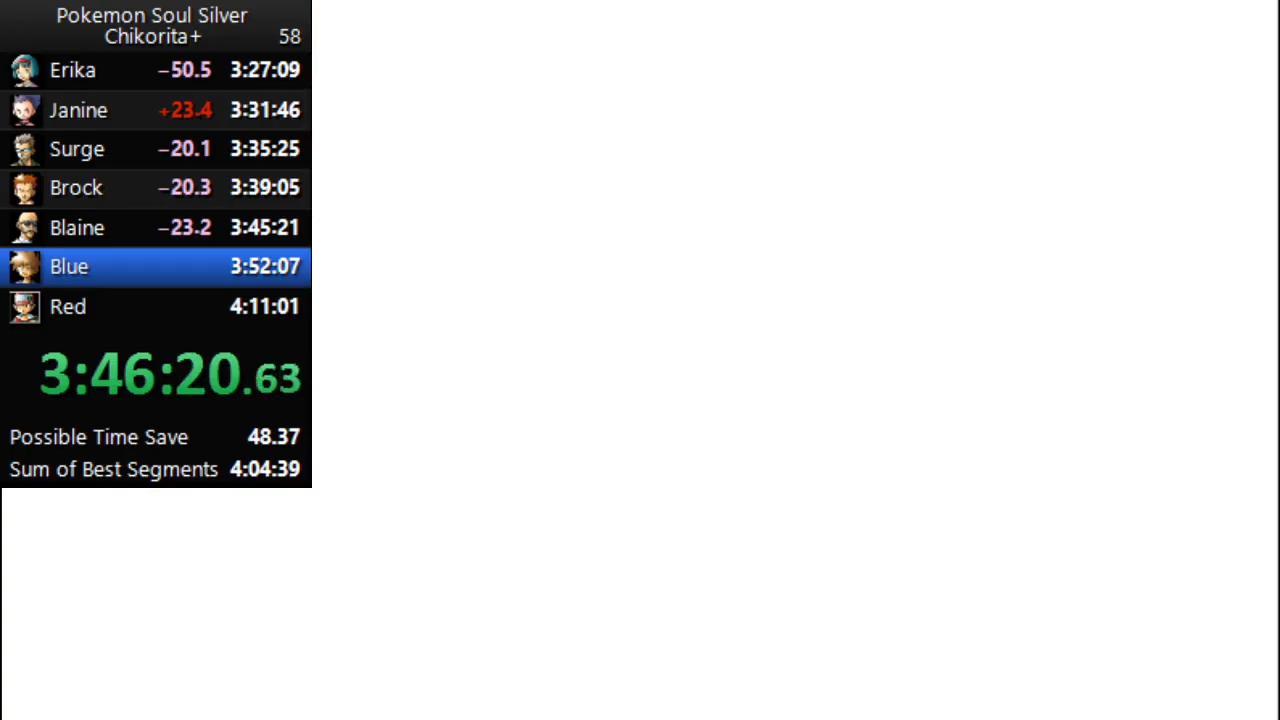 Pokemon Soul Silver
Chikorita+ 58
Erika −50.5 3:27:09
Janine +23.4 3:31:46
Surge −20.1 3:35:25
Brock −20.3 3:39:05
Blaine −23.2 3:45:21
Blue 3:52:07
Red 4:11:01
3:46:20.63
Possible Time Save 48.37
Sum of Best Segments 4:04:39